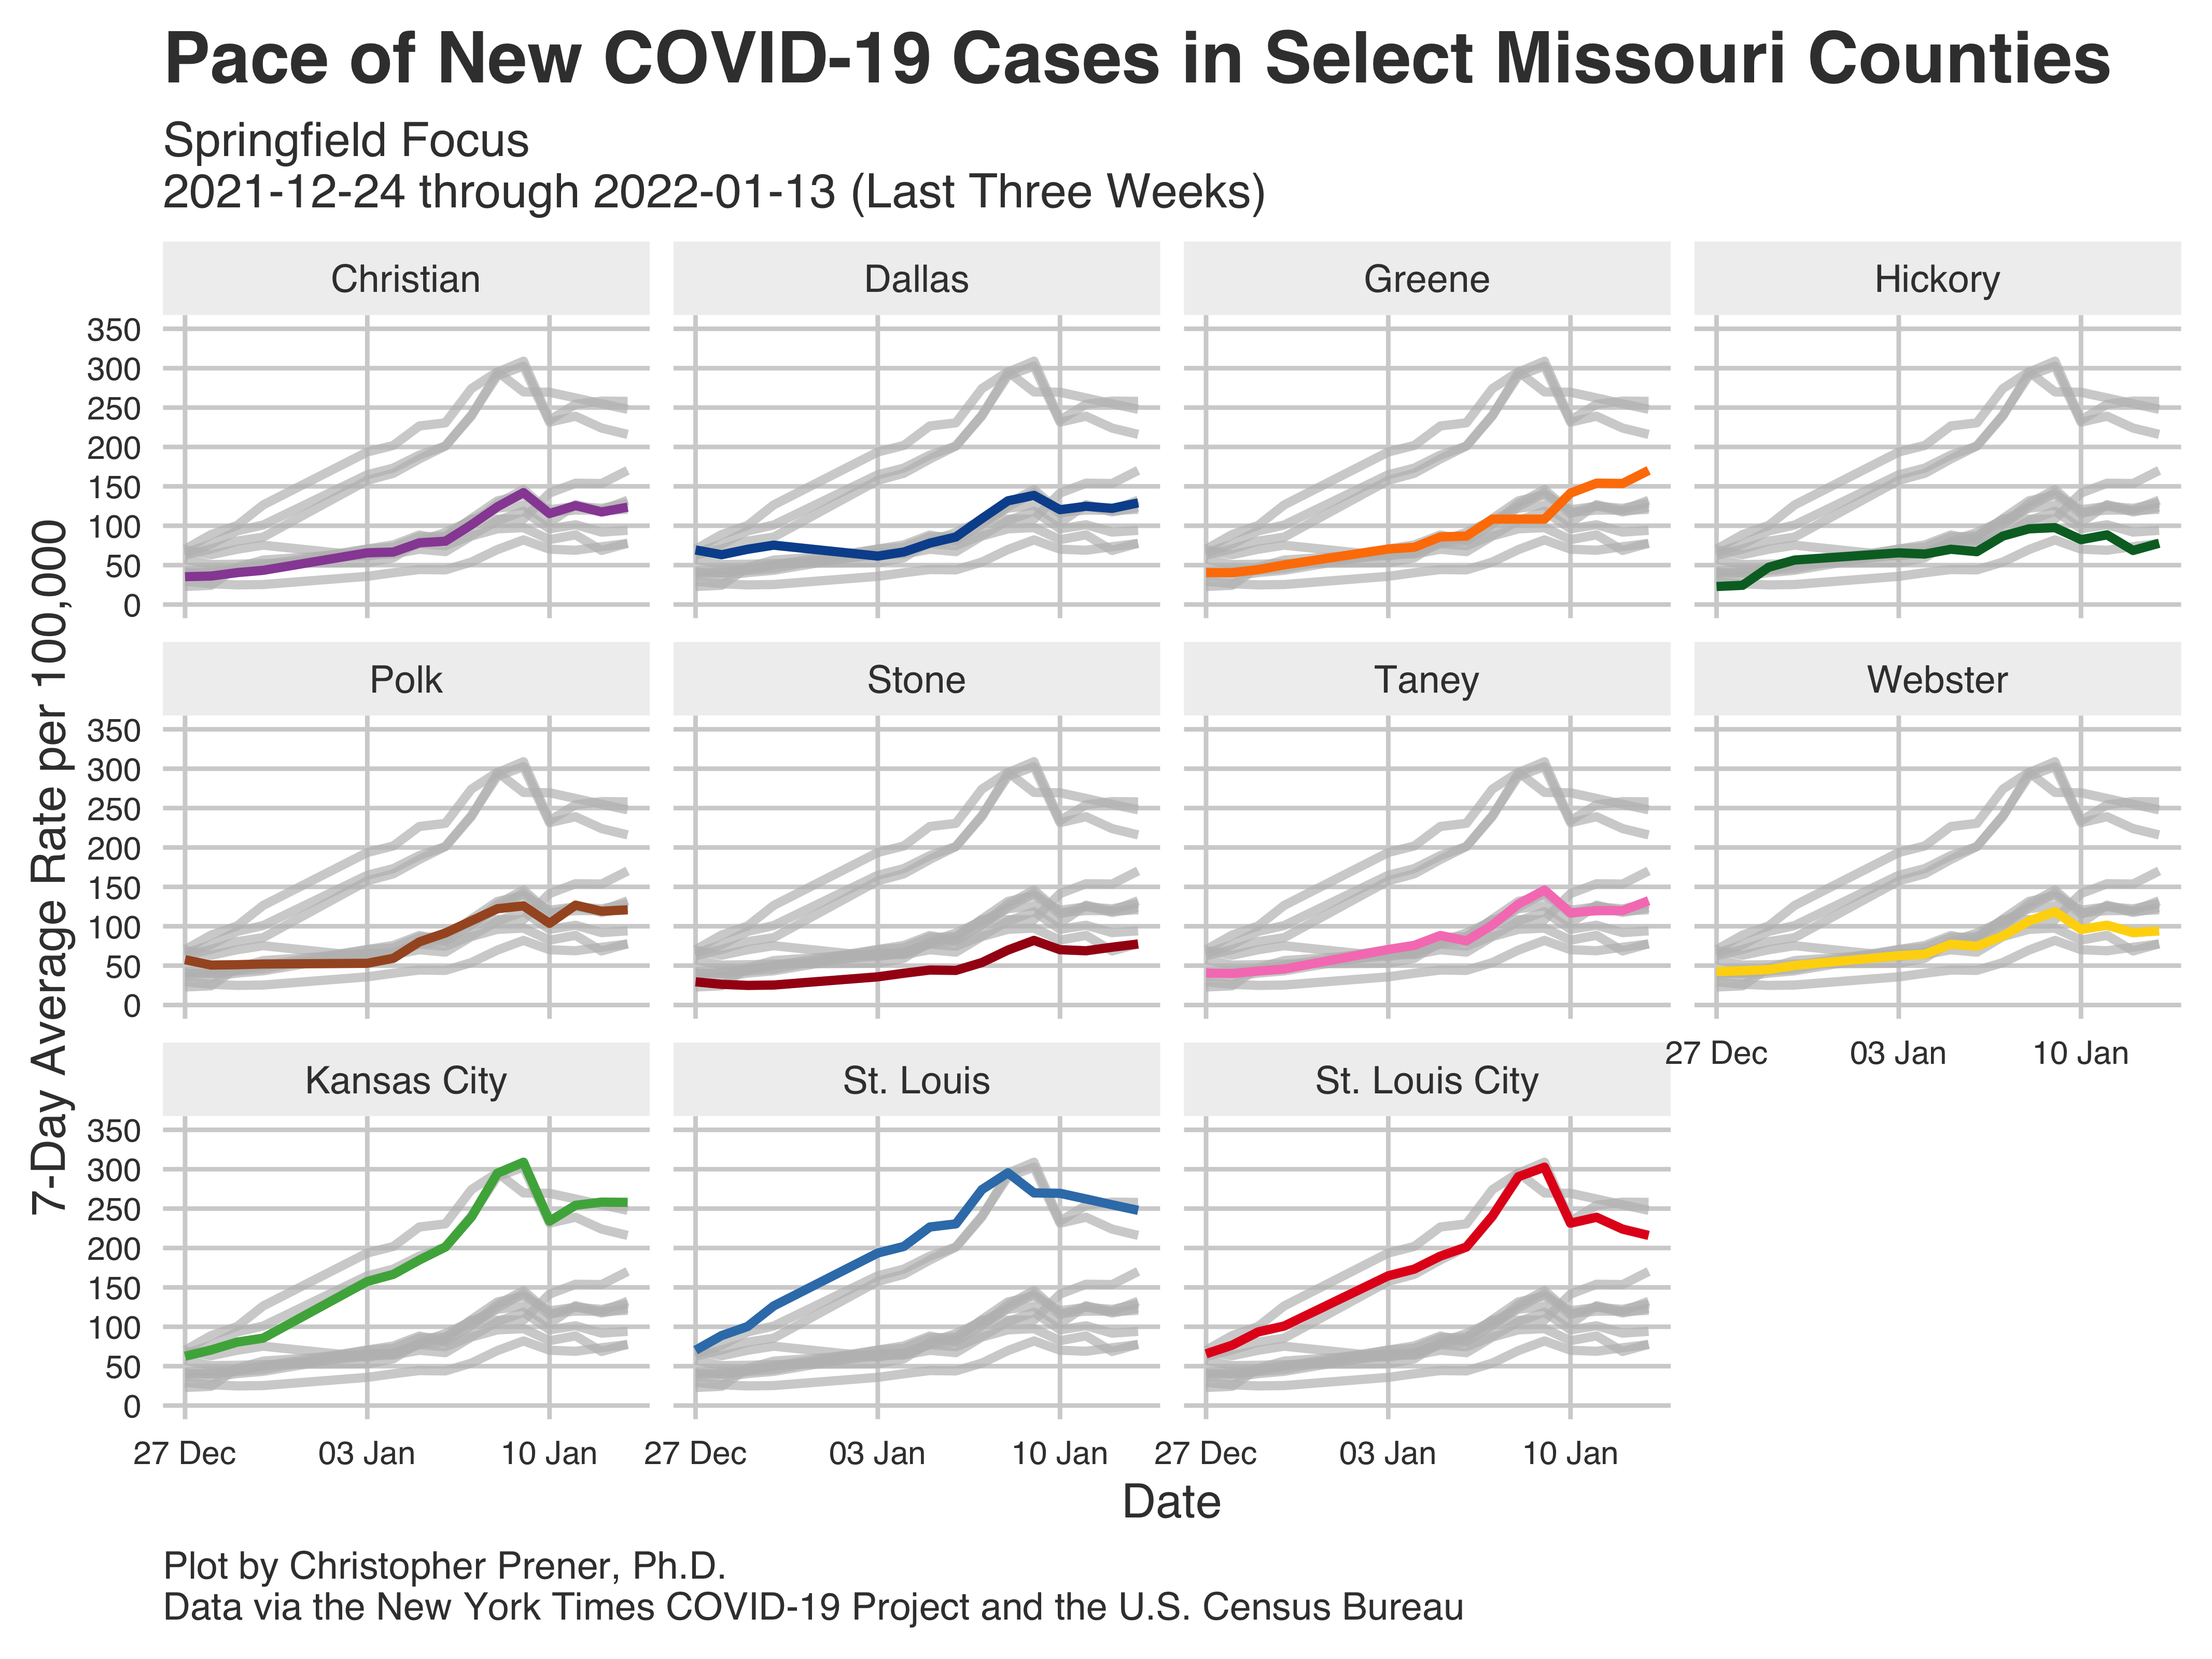 Pace of New COVID-19 Cases in Select Missouri Counties
Springfield Focus
2021-12-24 through 2022-01-13 (Last Three Weeks)
Christian
Dallas
Greene
Hickory
350
300
250
200
150
100
50
0
Polk
Stone
Taney
Webster
350
300
250
200
150
100
50
0
27 Dec
03 Jan
10 Jan
Kansas City
St. Louis
St. Louis City
350
300
250
200
150
100
50
0
27 Dec
03 Jan
10 Jan
27 Dec
03 Jan
10 Jan
27 Dec
03 Jan
10 Jan
7-Day Average Rate per 100,000
Date
Plot by Christopher Prener, Ph.D.
Data via the New York Times COVID-19 Project and the U.S. Census Bureau